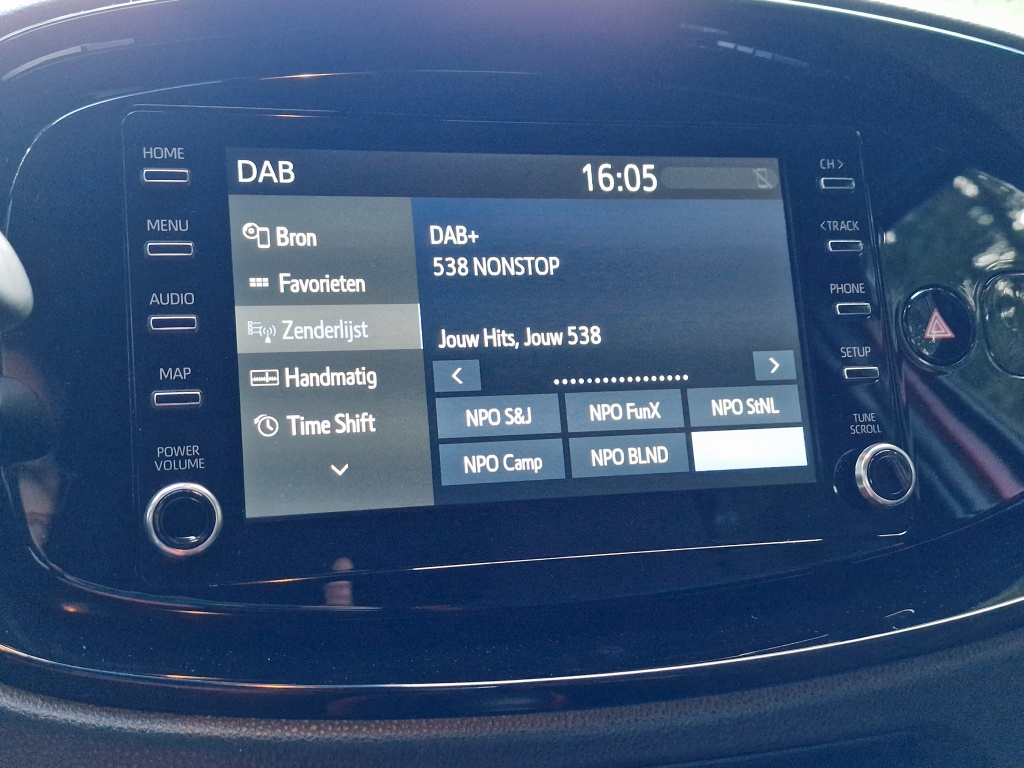 HOME
MENU
AUDIO
MAP
POWER
VOLUME
DAB
16:05
Bron
Favorieten
Zenderlijst
Handmatig
Time Shift
DAB+
538 NONSTOP
Jouw Hits, Jouw 538
<
>
NPO S&J
NPO FunX
NPO StNL
NPO Camp
NPO BLND
CH >
< TRACK
PHONE
SETUP
TUNE
SCROLL